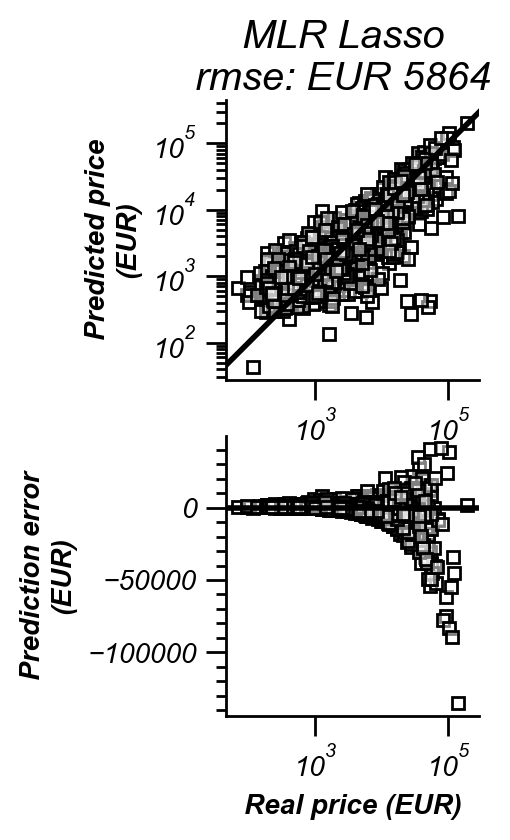 MLR Lasso
rmse: EUR 5864
Predicted price
(EUR)
10^5
10^4
10^3
10^2
10^3 10^5
Prediction error
(EUR)
0
−50000
−100000
10^3 10^5
Real price (EUR)